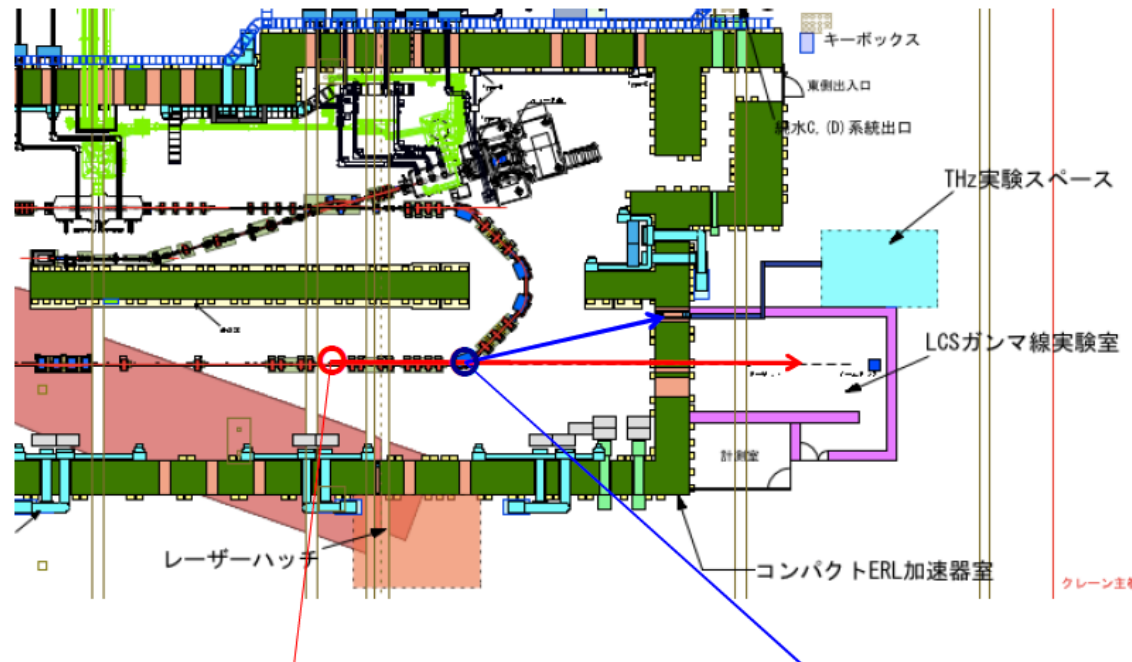 キーボックス
東側出入口
純水C,(D)系統出口
THz実験スペース
LCSガンマ線実験室
計測室
レーザーハッチ
コンパクトERL加速器室
クレーン主巻